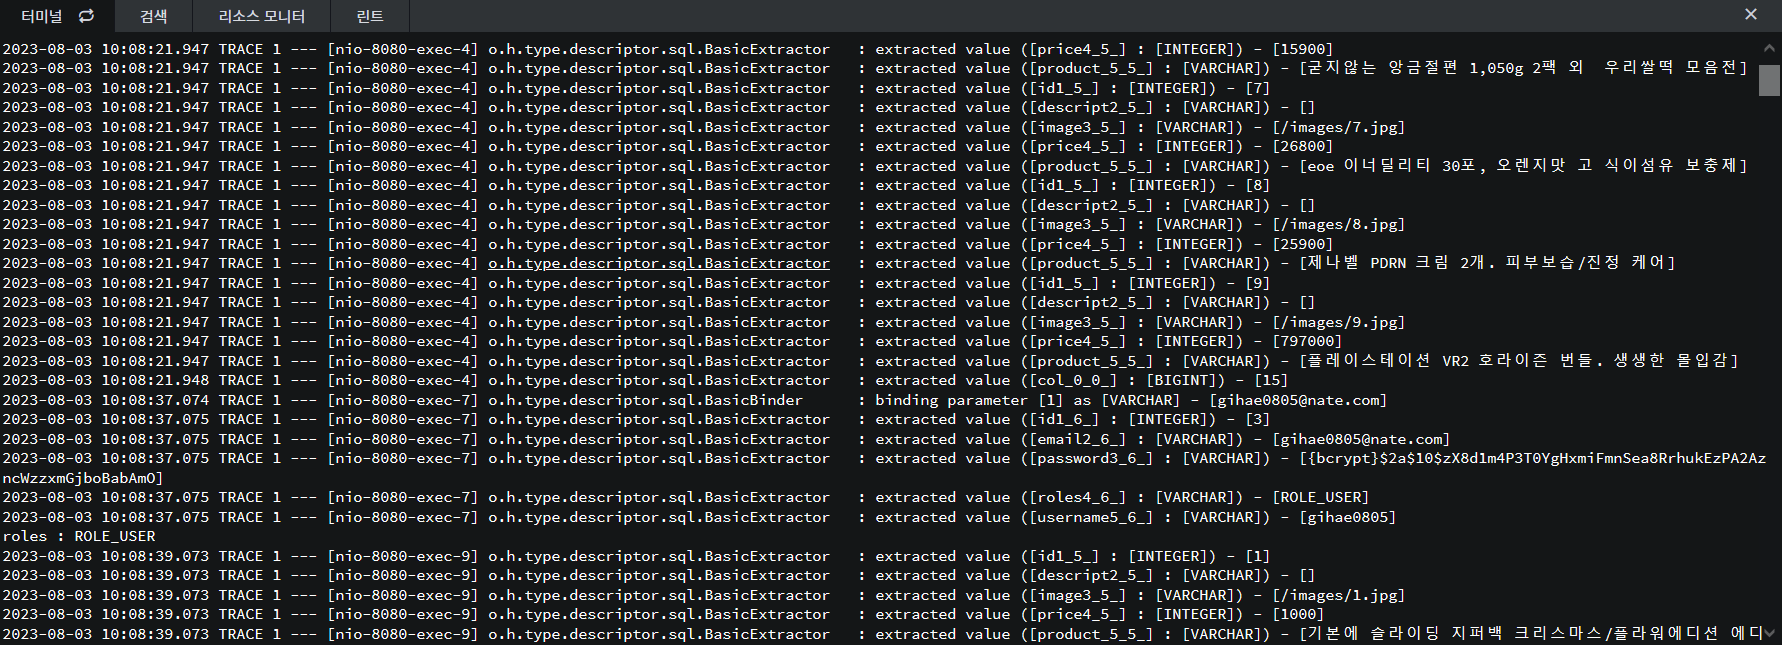 터미널 검색 리소스 모니터 린트
2023-08-03 10:08:21.947 TRACE 1 --- [nio-8080-exec-4] o.h.type.descriptor.sql.BasicExtractor : extracted value ([price4_5_] : [INTEGER]) - [15900]
2023-08-03 10:08:21.947 TRACE 1 --- [nio-8080-exec-4] o.h.type.descriptor.sql.BasicExtractor : extracted value ([product_5_5_] : [VARCHAR]) - [굳지않는 앙금절편 1,050g 2팩 외 우리쌀떡 모음전]
2023-08-03 10:08:21.947 TRACE 1 --- [nio-8080-exec-4] o.h.type.descriptor.sql.BasicExtractor : extracted value ([id1_5_] : [INTEGER]) - [7]
2023-08-03 10:08:21.947 TRACE 1 --- [nio-8080-exec-4] o.h.type.descriptor.sql.BasicExtractor : extracted value ([descript2_5_] : [VARCHAR]) - []
2023-08-03 10:08:21.947 TRACE 1 --- [nio-8080-exec-4] o.h.type.descriptor.sql.BasicExtractor : extracted value ([image3_5_] : [VARCHAR]) - [/images/7.jpg]
2023-08-03 10:08:21.947 TRACE 1 --- [nio-8080-exec-4] o.h.type.descriptor.sql.BasicExtractor : extracted value ([price4_5_] : [INTEGER]) - [26800]
2023-08-03 10:08:21.947 TRACE 1 --- [nio-8080-exec-4] o.h.type.descriptor.sql.BasicExtractor : extracted value ([product_5_5_] : [VARCHAR]) - [eoe 이너딜리티 30포, 오렌지맛 고 식이섬유 보충제]
2023-08-03 10:08:21.947 TRACE 1 --- [nio-8080-exec-4] o.h.type.descriptor.sql.BasicExtractor : extracted value ([id1_5_] : [INTEGER]) - [8]
2023-08-03 10:08:21.947 TRACE 1 --- [nio-8080-exec-4] o.h.type.descriptor.sql.BasicExtractor : extracted value ([descript2_5_] : [VARCHAR]) - []
2023-08-03 10:08:21.947 TRACE 1 --- [nio-8080-exec-4] o.h.type.descriptor.sql.BasicExtractor : extracted value ([image3_5_] : [VARCHAR]) - [/images/8.jpg]
2023-08-03 10:08:21.947 TRACE 1 --- [nio-8080-exec-4] o.h.type.descriptor.sql.BasicExtractor : extracted value ([price4_5_] : [INTEGER]) - [25900]
2023-08-03 10:08:21.947 TRACE 1 --- [nio-8080-exec-4] o.h.type.descriptor.sql.BasicExtractor : extracted value ([product_5_5_] : [VARCHAR]) - [제나벨 PDRN 크림 2개. 피부보습/진정 케어]
2023-08-03 10:08:21.947 TRACE 1 --- [nio-8080-exec-4] o.h.type.descriptor.sql.BasicExtractor : extracted value ([id1_5_] : [INTEGER]) - [9]
2023-08-03 10:08:21.947 TRACE 1 --- [nio-8080-exec-4] o.h.type.descriptor.sql.BasicExtractor : extracted value ([descript2_5_] : [VARCHAR]) - []
2023-08-03 10:08:21.947 TRACE 1 --- [nio-8080-exec-4] o.h.type.descriptor.sql.BasicExtractor : extracted value ([image3_5_] : [VARCHAR]) - [/images/9.jpg]
2023-08-03 10:08:21.947 TRACE 1 --- [nio-8080-exec-4] o.h.type.descriptor.sql.BasicExtractor : extracted value ([price4_5_] : [INTEGER]) - [797000]
2023-08-03 10:08:21.947 TRACE 1 --- [nio-8080-exec-4] o.h.type.descriptor.sql.BasicExtractor : extracted value ([product_5_5_] : [VARCHAR]) - [플레이스테이션 VR2 호라이즌 번들. 생생한 몰입감]
2023-08-03 10:08:21.948 TRACE 1 --- [nio-8080-exec-4] o.h.type.descriptor.sql.BasicExtractor : extracted value ([col_0_0_] : [BIGINT]) - [15]
2023-08-03 10:08:37.074 TRACE 1 --- [nio-8080-exec-7] o.h.type.descriptor.sql.BasicBinder : binding parameter [1] as [VARCHAR] - [gihae0805@nate.com]
2023-08-03 10:08:37.075 TRACE 1 --- [nio-8080-exec-7] o.h.type.descriptor.sql.BasicExtractor : extracted value ([id1_6_] : [INTEGER]) - [3]
2023-08-03 10:08:37.075 TRACE 1 --- [nio-8080-exec-7] o.h.type.descriptor.sql.BasicExtractor : extracted value ([email2_6_] : [VARCHAR]) - [gihae0805@nate.com]
2023-08-03 10:08:37.075 TRACE 1 --- [nio-8080-exec-7] o.h.type.descriptor.sql.BasicExtractor : extracted value ([password3_6_] : [VARCHAR]) - [{bcrypt}$2a$10$zX8d1m4P3T0YgHxmiFmnSea8RrhukEzPA2Az
ncWzzxmGjboBabAmO]
2023-08-03 10:08:37.075 TRACE 1 --- [nio-8080-exec-7] o.h.type.descriptor.sql.BasicExtractor : extracted value ([roles4_6_] : [VARCHAR]) - [ROLE_USER]
2023-08-03 10:08:37.075 TRACE 1 --- [nio-8080-exec-7] o.h.type.descriptor.sql.BasicExtractor : extracted value ([username5_6_] : [VARCHAR]) - [gihae0805]
roles : ROLE_USER
2023-08-03 10:08:39.073 TRACE 1 --- [nio-8080-exec-9] o.h.type.descriptor.sql.BasicExtractor : extracted value ([id1_5_] : [INTEGER]) - [1]
2023-08-03 10:08:39.073 TRACE 1 --- [nio-8080-exec-9] o.h.type.descriptor.sql.BasicExtractor : extracted value ([descript2_5_] : [VARCHAR]) - []
2023-08-03 10:08:39.073 TRACE 1 --- [nio-8080-exec-9] o.h.type.descriptor.sql.BasicExtractor : extracted value ([image3_5_] : [VARCHAR]) - [/images/1.jpg]
2023-08-03 10:08:39.073 TRACE 1 --- [nio-8080-exec-9] o.h.type.descriptor.sql.BasicExtractor : extracted value ([price4_5_] : [INTEGER]) - [1000]
2023-08-03 10:08:39.073 TRACE 1 --- [nio-8080-exec-9] o.h.type.descriptor.sql.BasicExtractor : extracted value ([product_5_5_] : [VARCHAR]) - [기본에 슬라이딩 지퍼백 크리스마스/플라워에디션 에디